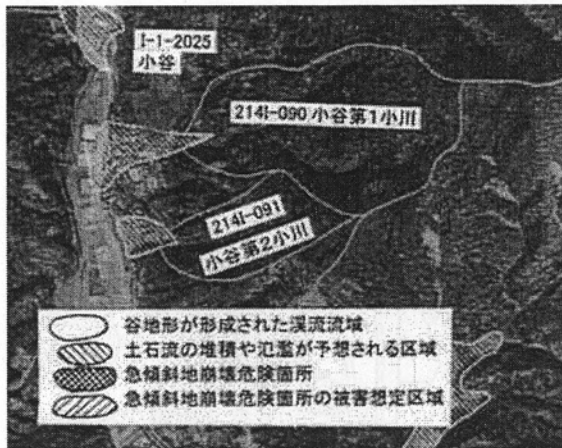 I-1-2025
小谷
214I-090 小谷第1小川
214I-091
小谷第2小川
谷地形が形成された渓流流域
土石流の堆積や氾濫が予想される区域
急傾斜地崩壊危険箇所
急傾斜地崩壊危険箇所の被害想定区域